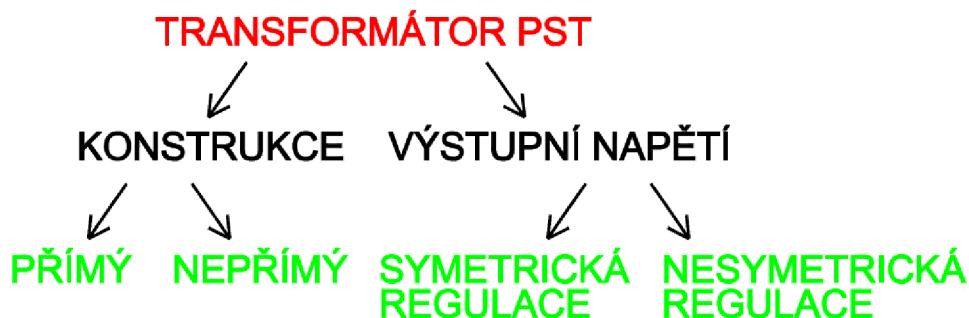 TRANSFORMÁTOR PST
KONSTRUKCE
VÝSTUPNÍ NAPĚTÍ
PŘÍMÝ
NEPŘÍMÝ
SYMETRICKÁ
REGULACE
NESYMETRICKÁ
REGULACE